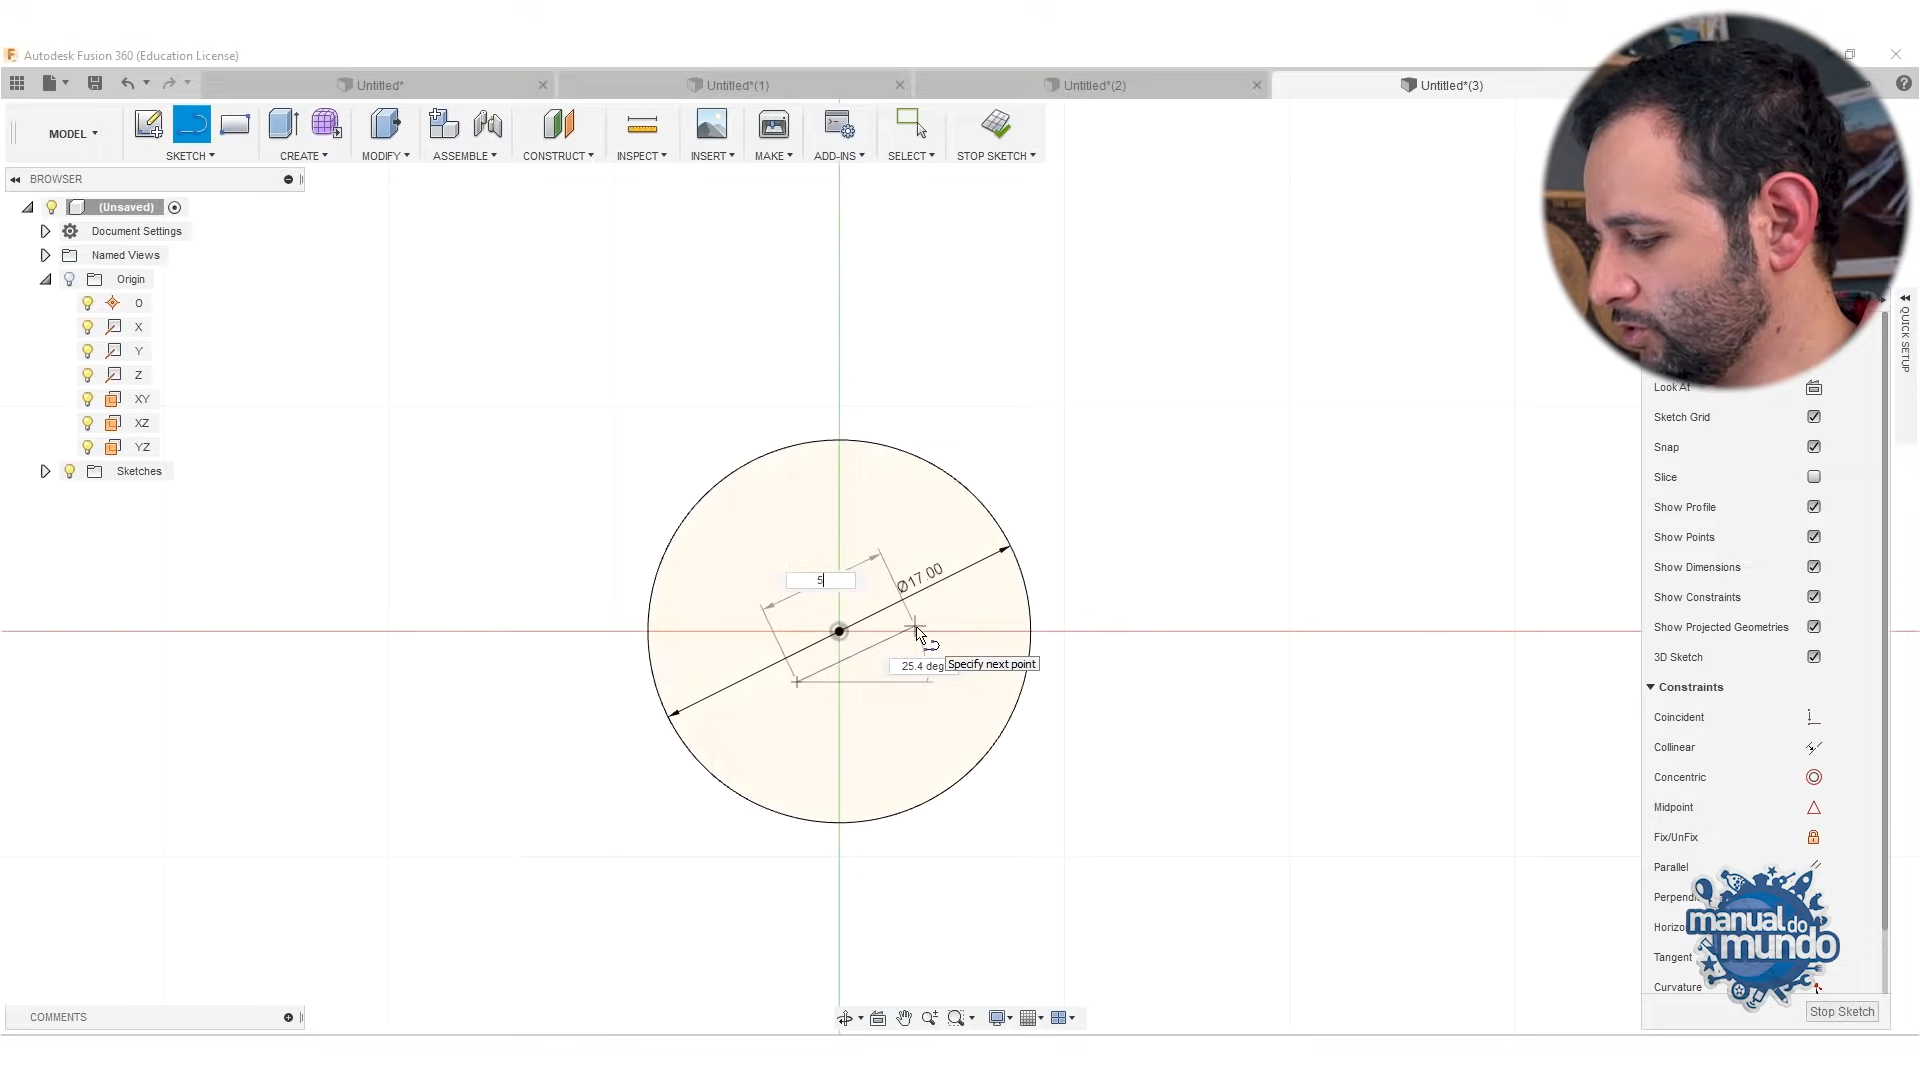 Autodesk Fusion 360 (Education License)
Untitled*
Untitled*(1)
Untitled*(2)
Untitled*(3)
MODEL
SKETCH
CREATE
MODIFY
ASSEMBLE
CONSTRUCT
INSPECT
INSERT
MAKE
ADD-INS
SELECT
STOP SKETCH
BROWSER
(Unsaved)
Document Settings
Named Views
Origin
O
X
Y
Z
XY
XZ
YZ
Sketches
5
Ø17.00
25.4 deg
Specify next point
QUICK SETUP
Look At
Sketch Grid
Snap
Slice
Show Profile
Show Points
Show Dimensions
Show Constraints
Show Projected Geometries
3D Sketch
Constraints
Coincident
Collinear
Concentric
Midpoint
Fix/UnFix
Parallel
Perpend
Horizo
Tangent
Curvature
manual do
mundo
Stop Sketch
COMMENTS